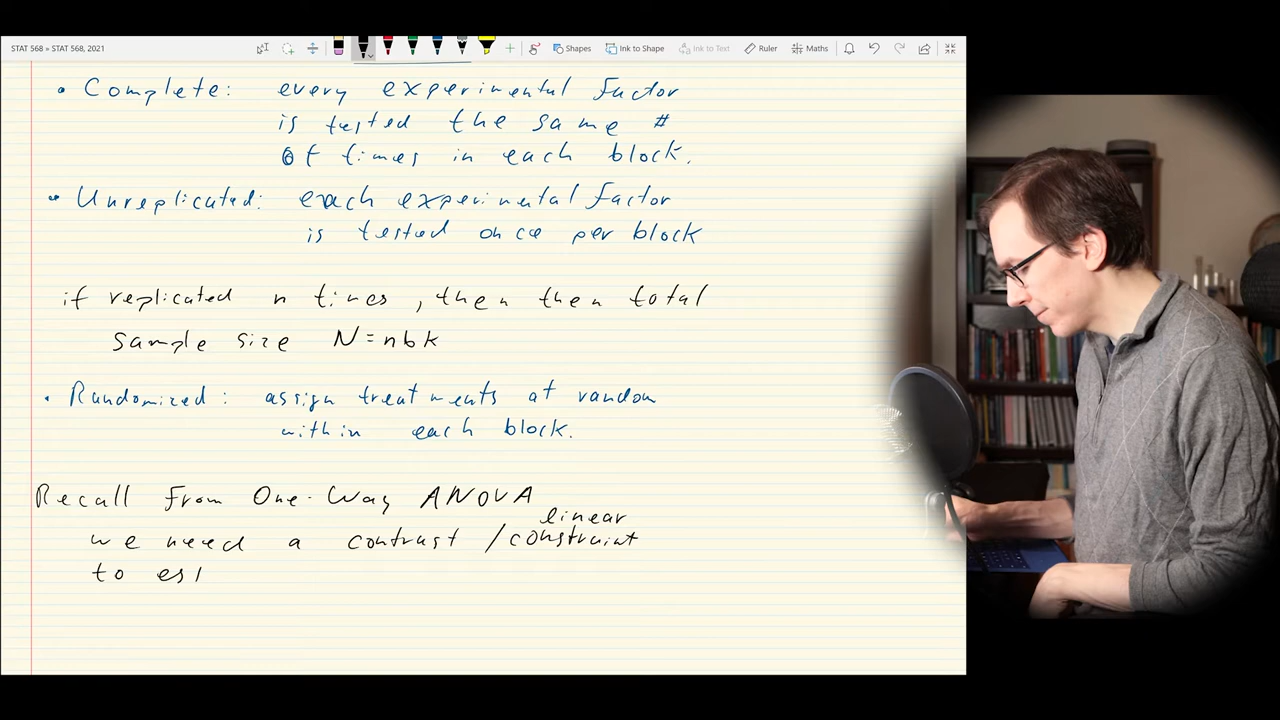 STAT 568 » STAT 568, 2021
Shapes
Ink to Shape
Ink to Text
Ruler
Maths
• Complete: every experimental factor
is tested the same #
of times in each block.
• Unreplicated: each experimental factor
is tested once per block
if replicated n times, then then total
sample size N=nbk
• Randomized: assign treatments at random
within each block.
Recall from One-Way ANOVA
linear
we need a contrast / constraint
to est